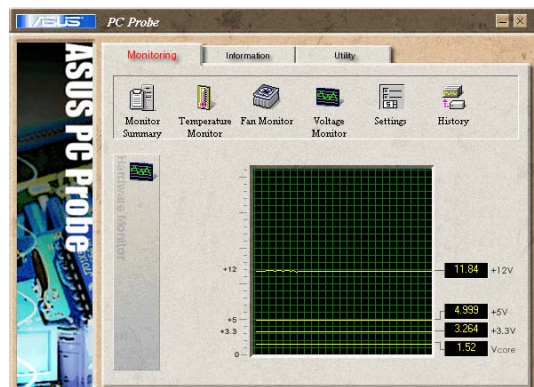 ASUS PC Probe
Monitoring Information Utility
Monitor Summary
Temperature Monitor
Fan Monitor
Voltage Monitor
Settings
History
ASUS PC Probe
Hardware Monitor
+12
+5
+3.3
0
11.84 +12V
4.999 +5V
3.264 +3.3V
1.52 Vcore